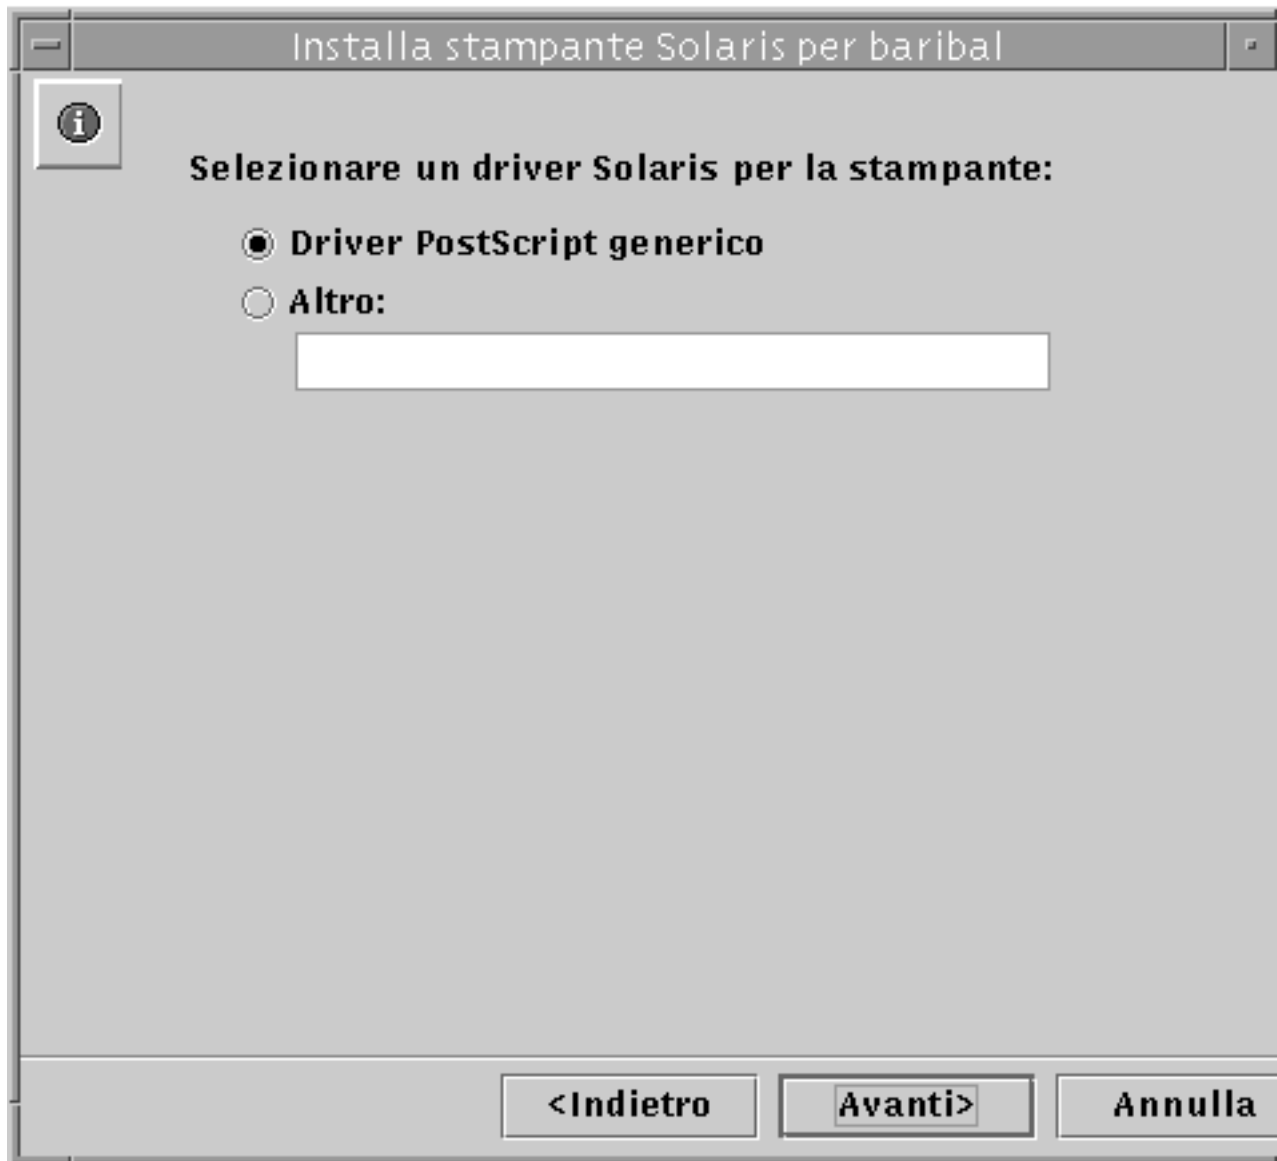 Installa stampante Solaris per baribal
Selezionare un driver Solaris per la stampante:
Driver PostScript generico
Altro:
<Indietro Avanti> Annulla